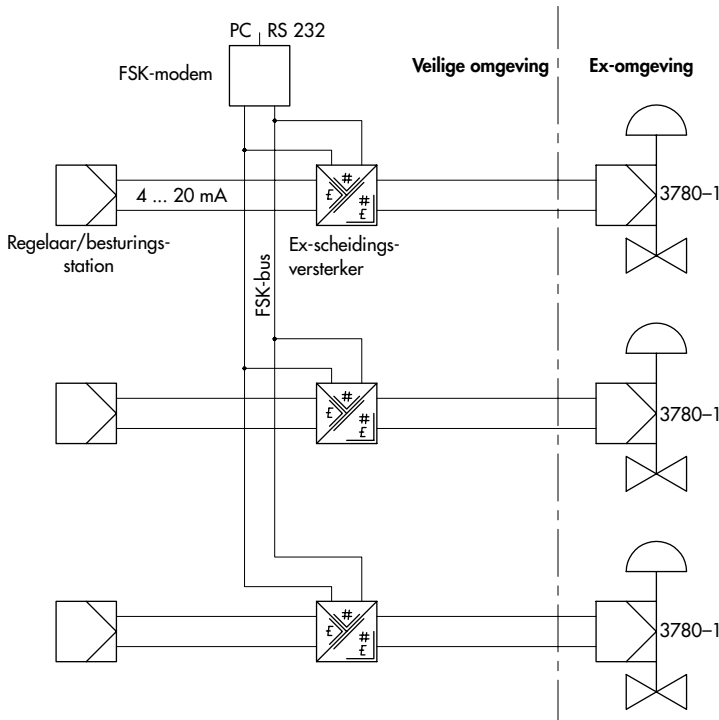 PC RS 232
FSK-modem
Veilige omgeving
Ex-omgeving
4 ... 20 mA
3780–1
Regelaar/besturings-
station
Ex-scheidings-
versterker
FSK-bus
# £ # £
3780–1
# £ # £
3780–1
# £ # £